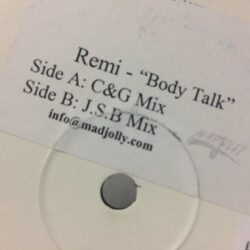 Remi - “Body Talk”
Side A: C&G Mix
Side B: J.S.B Mix
info@madjolly.com